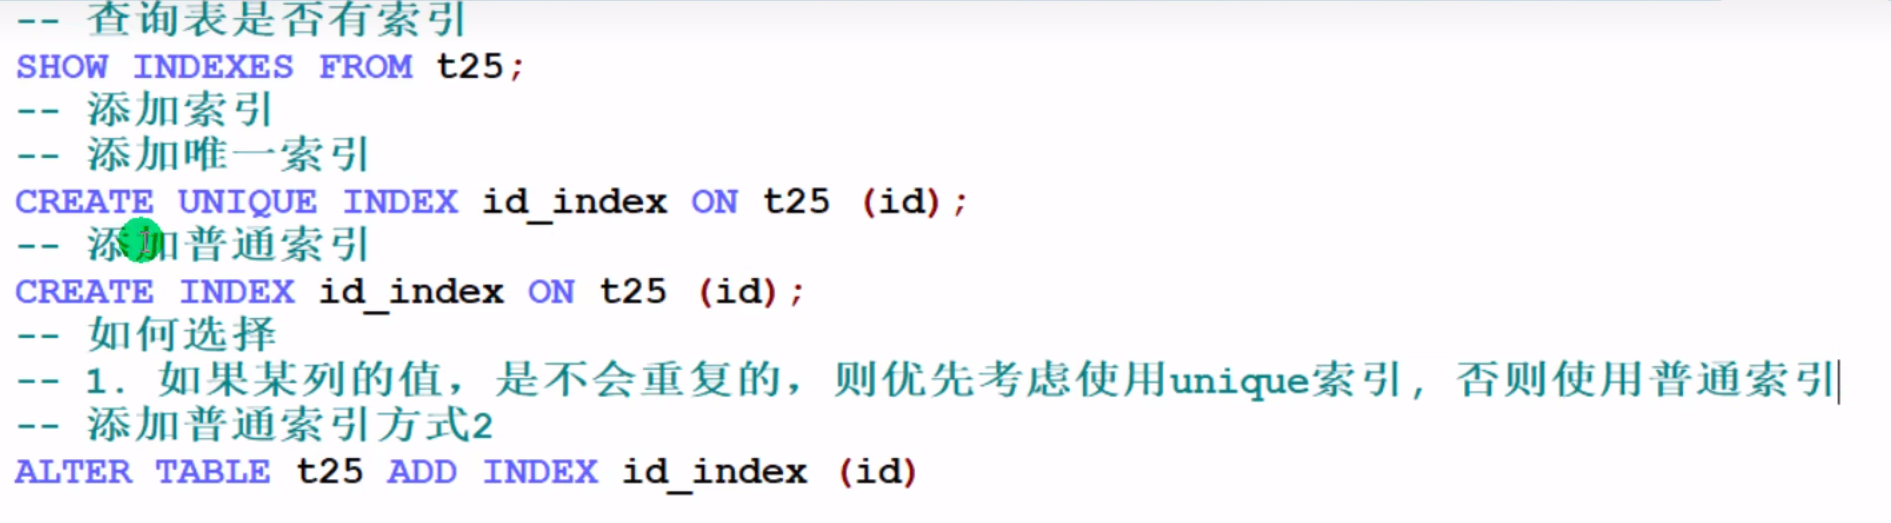 -- 查询表是否有索引
SHOW INDEXES FROM t25;
-- 添加索引
-- 添加唯一索引
CREATE UNIQUE INDEX id_index ON t25 (id);
-- 添加普通索引
CREATE INDEX id_index ON t25 (id);
-- 如何选择
-- 1. 如果某列的值，是不会重复的，则优先考虑使用unique索引, 否则使用普通索引
-- 添加普通索引方式2
ALTER TABLE t25 ADD INDEX id_index (id)